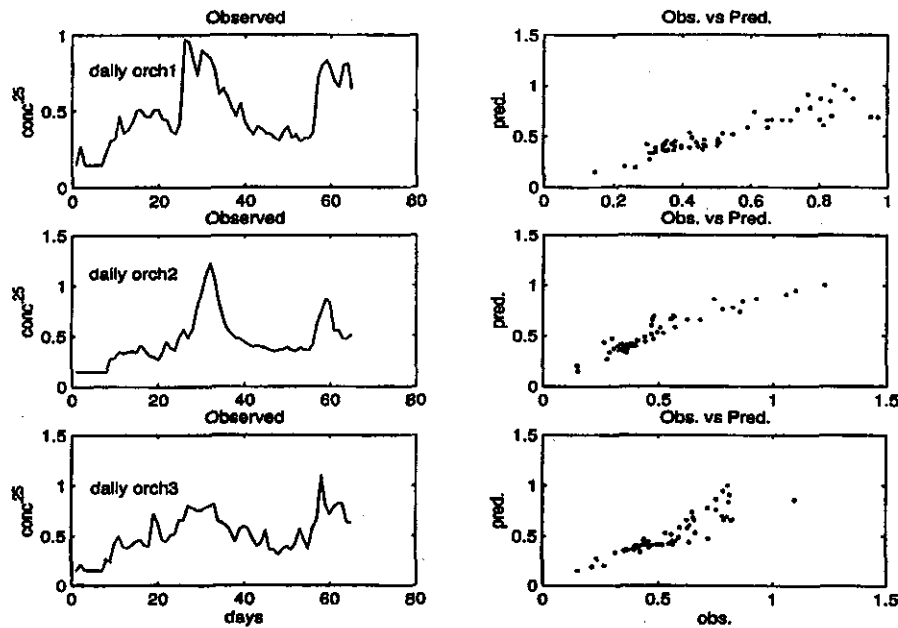 Observed
Obs. vs Pred.
1
0.5
0
conc.25
daily orch1
0 20 40 60 80
1.5
1
0.5
0
pred.
0 0.2 0.4 0.6 0.8 1
Observed
Obs. vs Pred.
1.5
1
0.5
0
conc.25
daily orch2
0 20 40 60 80
1.5
1
0.5
0
pred.
0 0.5 1 1.5
Observed
Obs. vs Pred.
1.5
1
0.5
0
conc.25
daily orch3
0 20 40 60 80
days
1.5
1
0.5
0
pred.
0 0.5 1 1.5
obs.